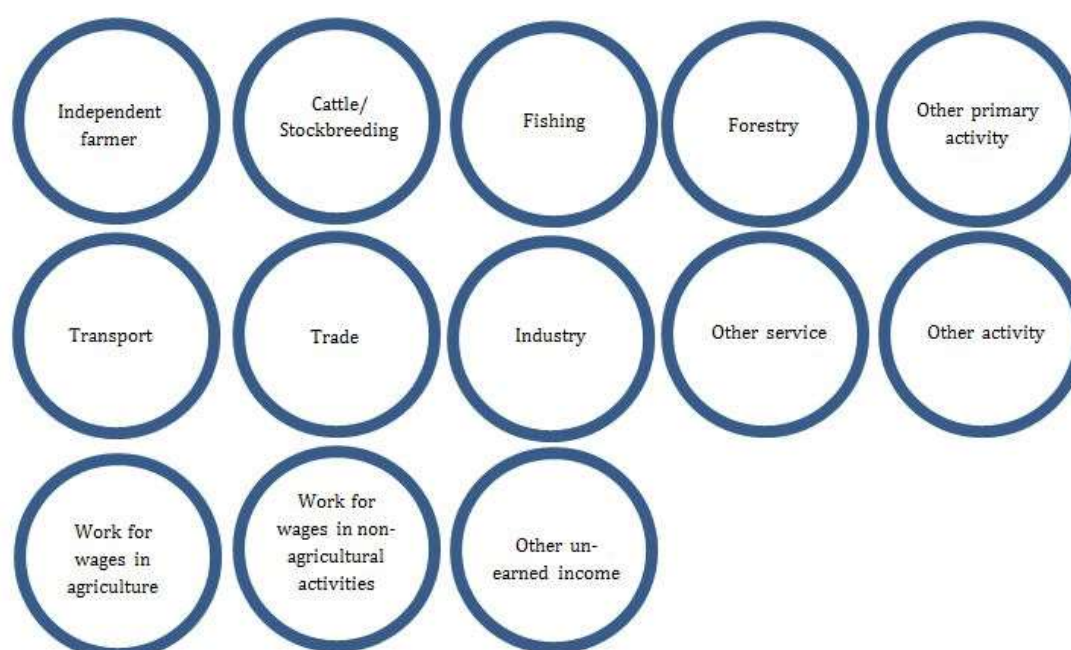 Independent
farmer
Cattle/
Stockbreeding
Fishing
Forestry
Other primary
activity
Transport
Trade
Industry
Other service
Other activity
Work for
wages in
agriculture
Work for
wages in non-
agricultural
activities
Other un-
earned income